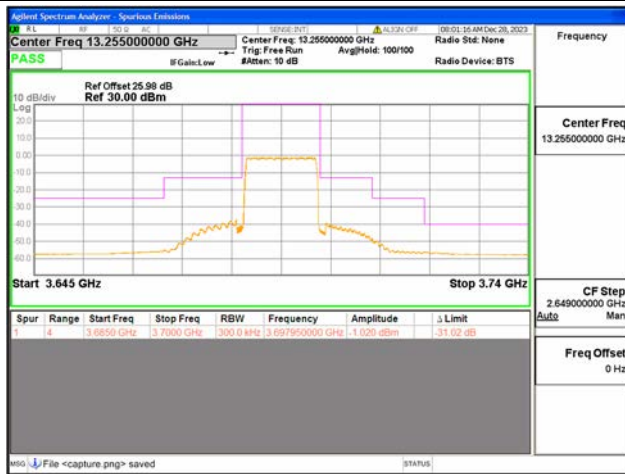 Agilent Spectrum Analyzer - Spurious Emissions
RL RF 50 Ω AC SENSE:INT ALIGN OFF 08:01:16 AM Dec 28, 2023
Center Freq 13.255000000 GHz Center Freq: 13.255000000 GHz Radio Std: None
Trig: Free Run Avg|Hold: 100/100
PASS IFGain:Low #Atten: 10 dB Radio Device: BTS
Ref Offset 25.98 dB
10 dB/div Ref 30.00 dBm
Log
20.0
10.0
0.00
-10.0
-20.0
-30.0
-40.0
-50.0
-60.0
Start 3.645 GHz Stop 3.74 GHz
Spur Range Start Freq Stop Freq RBW Frequency Amplitude Δ Limit
1 4 3.6850 GHz 3.7000 GHz 300.0 kHz 3.697950000 GHz -1.020 dBm -31.02 dB
Frequency
Center Freq
13.255000000 GHz
CF Step
2.649000000 GHz
Auto Man
Freq Offset
0 Hz
MSG File <capture.png> saved STATUS